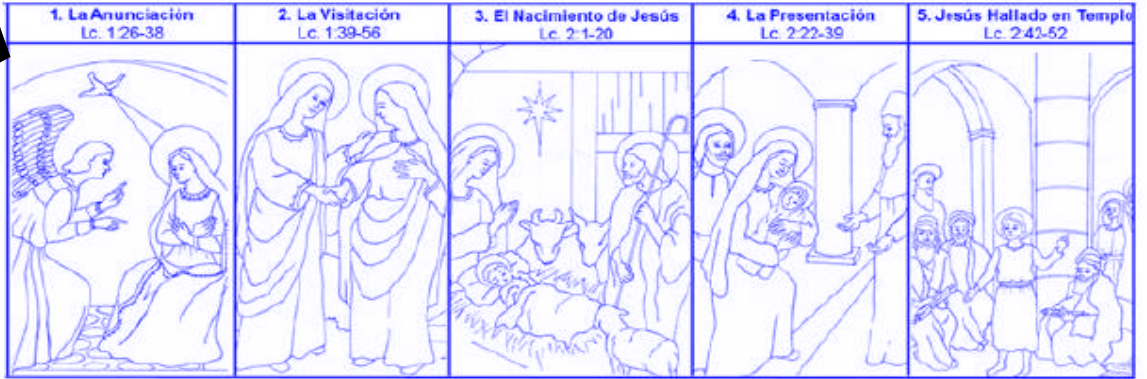 1. La Anunciación
Lc. 1:26-38
2. La Visitación
Lc. 1:39-56
3. El Nacimiento de Jesús
Lc. 2:1-20
4. La Presentación
Lc. 2:22-39
5. Jesús Hallado en Templo
Lc. 2:42-52